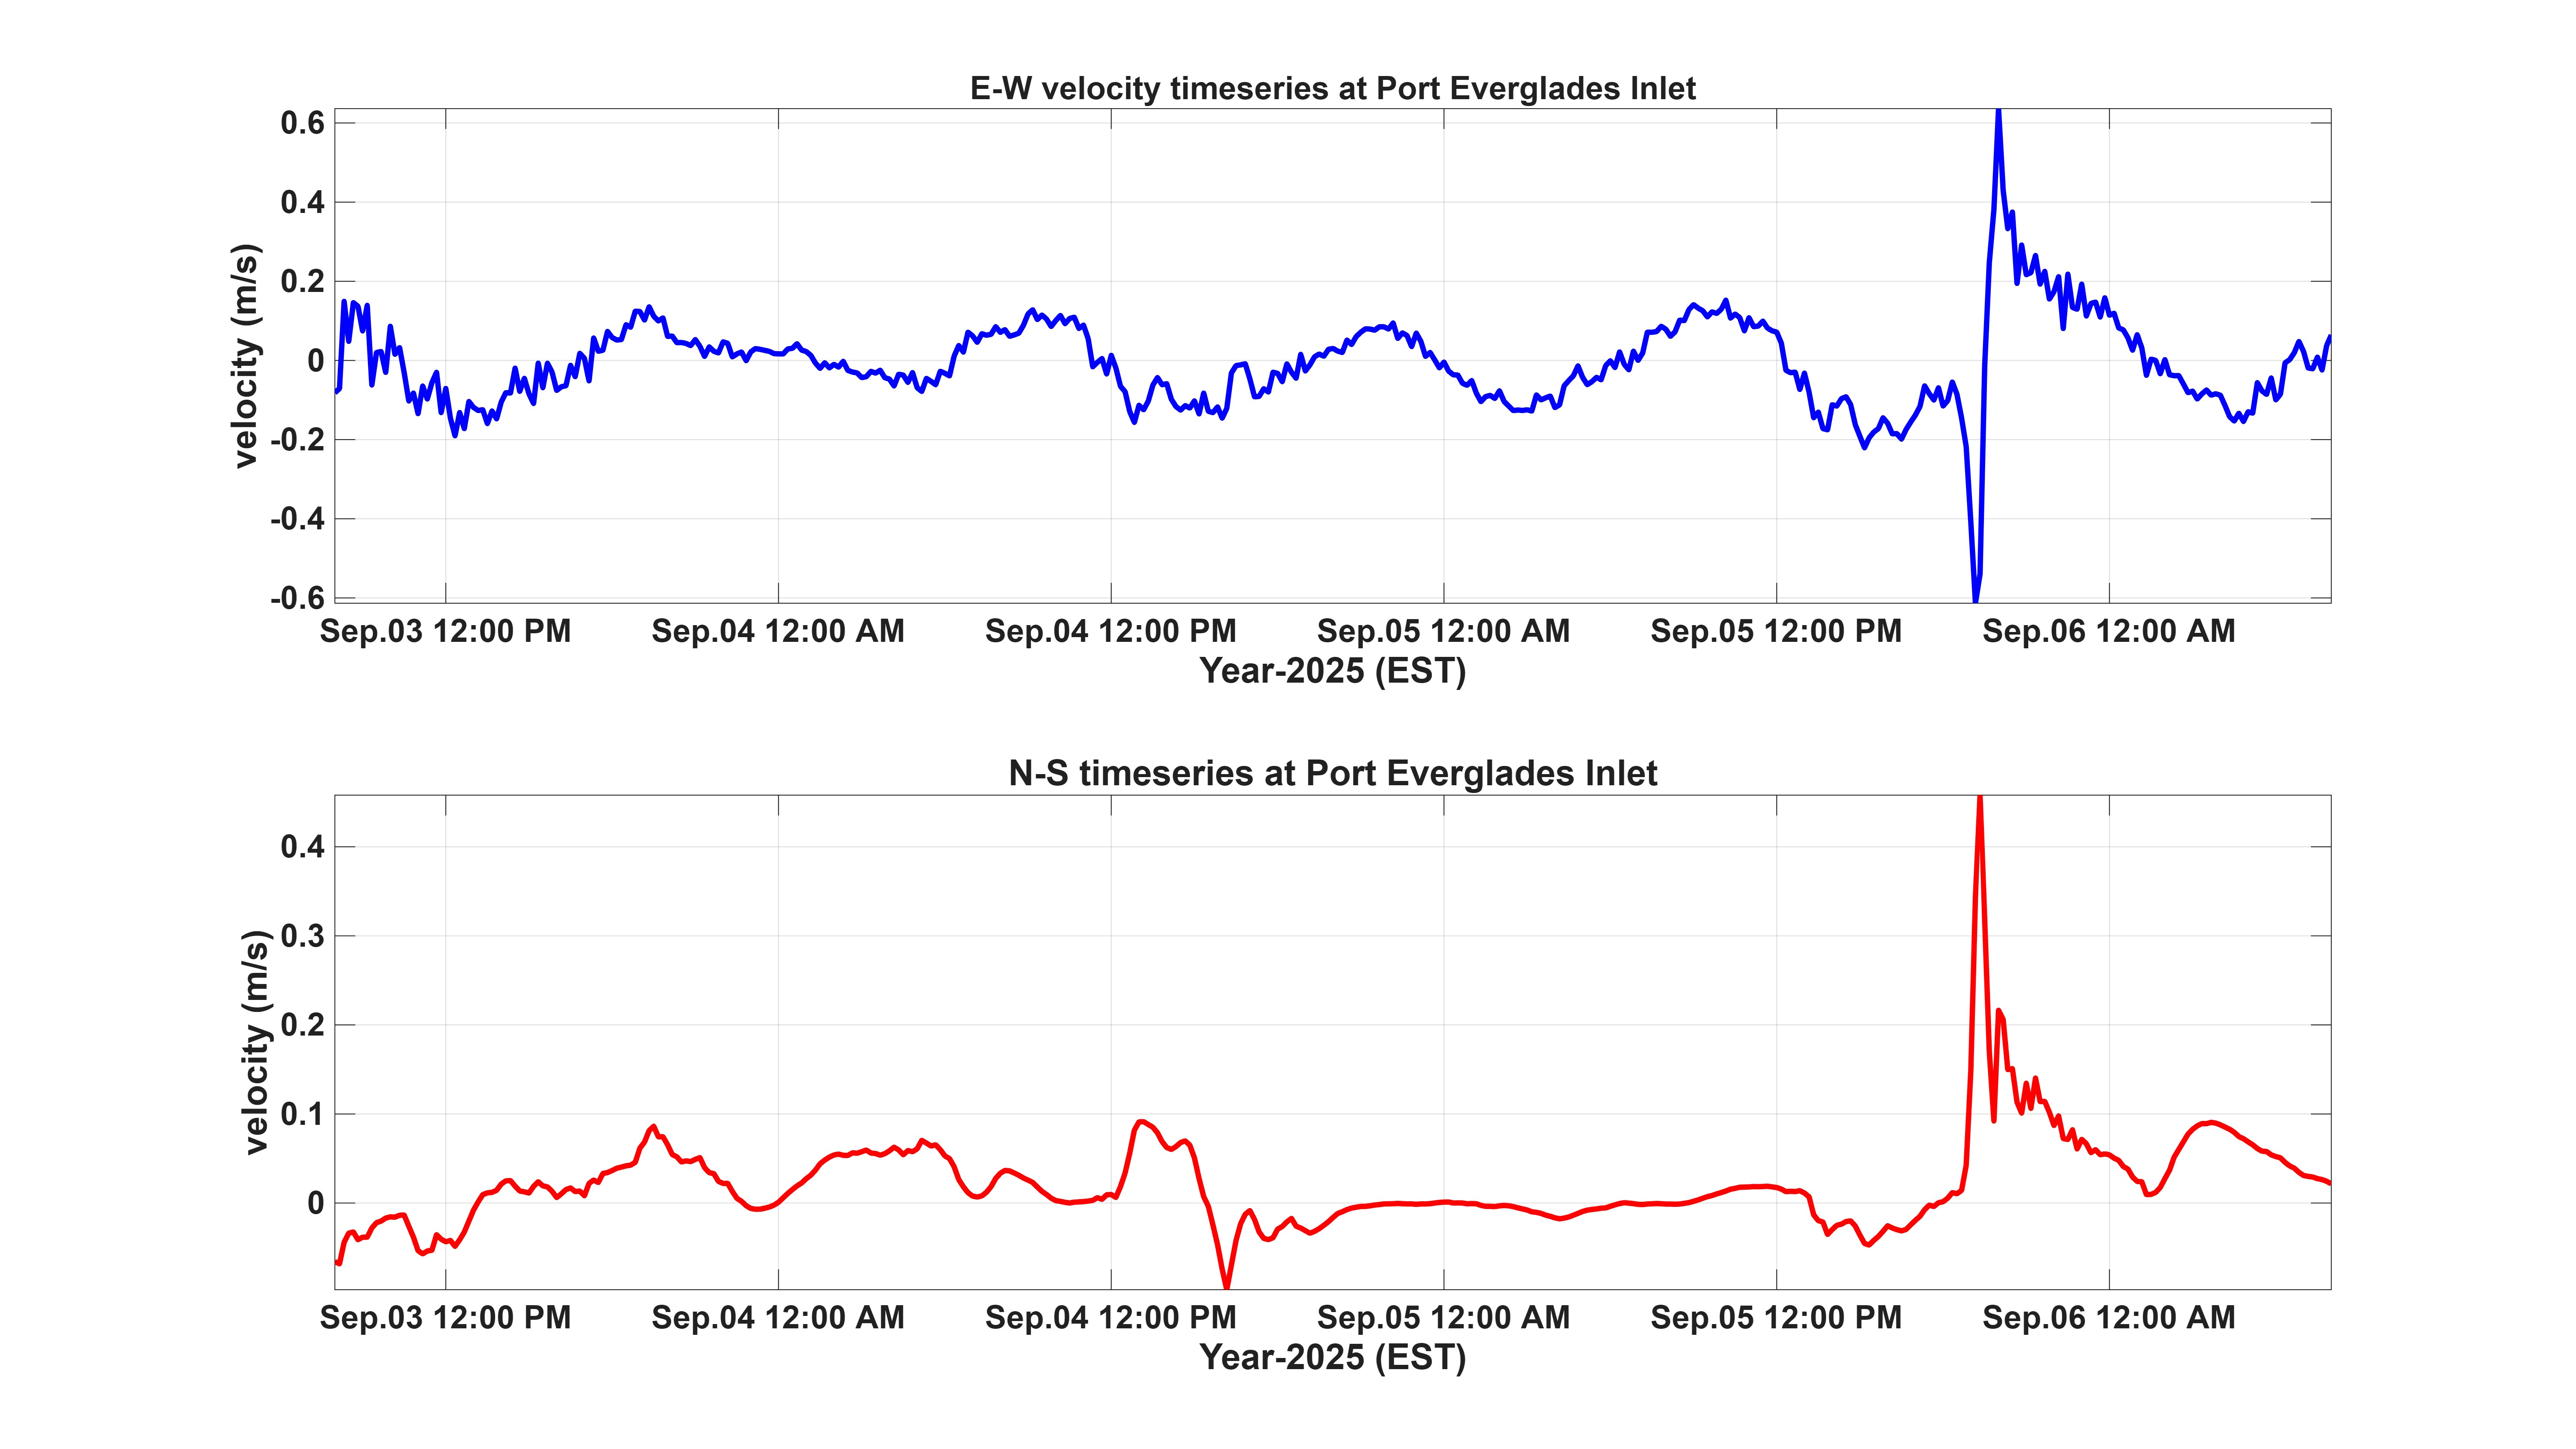 E-W velocity timeseries at Port Everglades Inlet
velocity (m/s)
0.6
0.4
0.2
0
-0.2
-0.4
-0.6
Sep.03 12:00 PM Sep.04 12:00 AM Sep.04 12:00 PM Sep.05 12:00 AM Sep.05 12:00 PM Sep.06 12:00 AM
Year-2025 (EST)
N-S timeseries at Port Everglades Inlet
velocity (m/s)
0.4
0.3
0.2
0.1
0
Sep.03 12:00 PM Sep.04 12:00 AM Sep.04 12:00 PM Sep.05 12:00 AM Sep.05 12:00 PM Sep.06 12:00 AM
Year-2025 (EST)